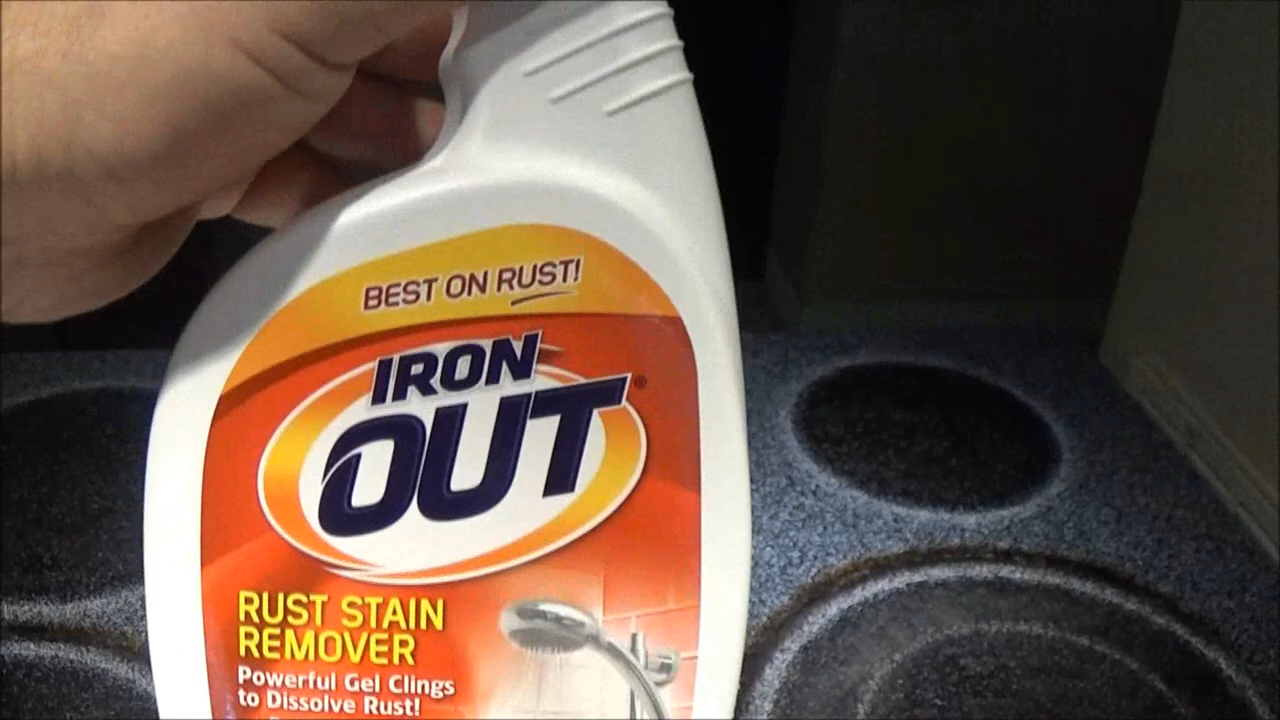 BEST ON RUST!
IRON
OUT®
RUST STAIN
REMOVER
Powerful Gel Clings
to Dissolve Rust!